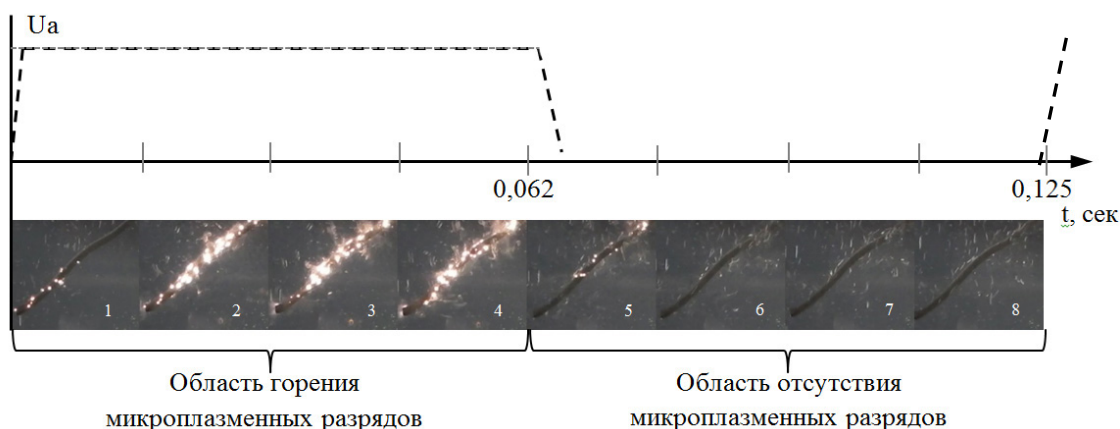 Ua
0,062
0,125
t, сек
1 2 3 4 5 6 7 8
Область горения
микроплазменных разрядов
Область отсутствия
микроплазменных разрядов